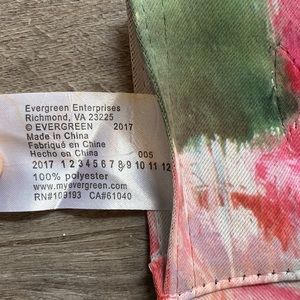 Evergreen Enterprises
Richmond, VA 23225
© EVERGREEN 2017
Made in China
Fabriqué en Chine
Hecho en China 005
2017 1 2 3 4 5 6 7 8 9 10 11 12
100% polyester
www.myevergreen.com
RN#109193 CA#61040